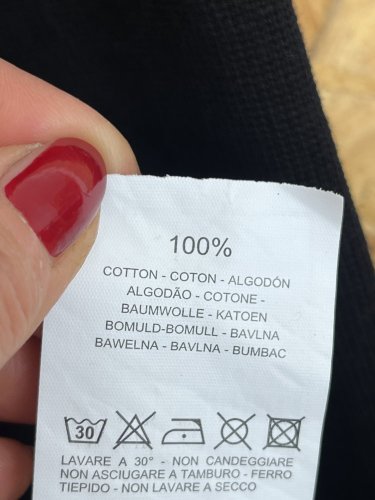 100%
COTTON - COTON - ALGODÓN
ALGODÃO - COTONE -
BAUMWOLLE - KATOEN
BOMULD-BOMULL - BAVLNA
BAWELNA - BAVLNA - BUMBAC
30
LAVARE A 30° - NON CANDEGGIARE
NON ASCIUGARE A TAMBURO - FERRO
TIEPIDO - NON LAVARE A SECCO